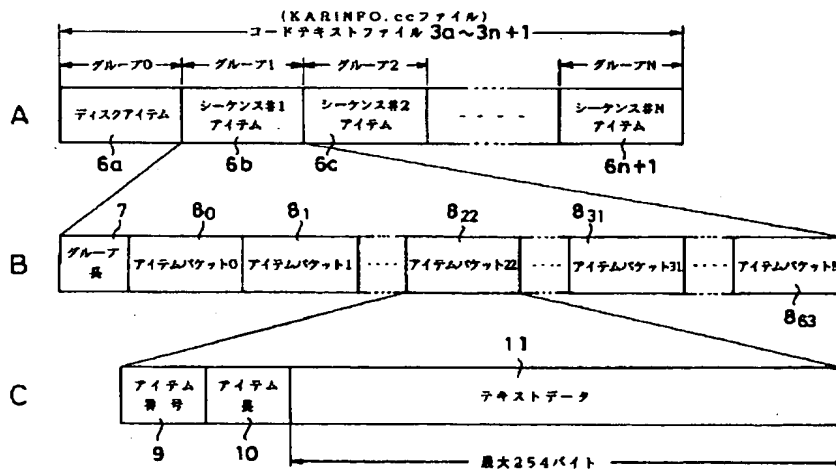 (KARINFO.ccファイル)
コードテキストファイル 3a~3n+1
グループ0 グループ1 グループ2 グループN
A
ディスクアイテム シーケンス#1 アイテム シーケンス#2 アイテム - - - - シーケンス#N アイテム
6a 6b 6c 6n+1
7 8₀ 8₁ 8₂₂ 8₃₁
B
グループ長 アイテムパケット0 アイテムパケット1 ····· アイテムパケット22 ····· アイテムパケット31 ····
8₆₃
11
C
アイテム番号 アイテム長 テキストデータ
9 10
最大254バイト